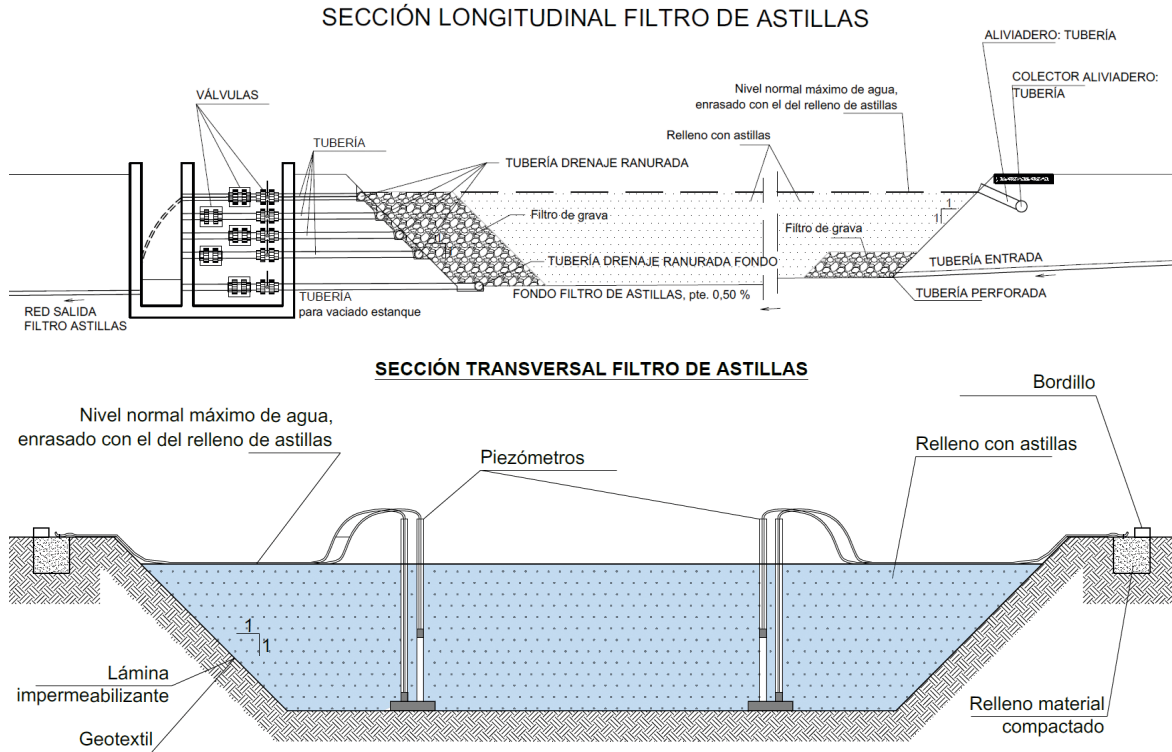 SECCIÓN LONGITUDINAL FILTRO DE ASTILLAS
ALIVIADERO: TUBERÍA
COLECTOR ALIVIADERO:
TUBERÍA
VÁLVULAS
TUBERÍA
Nivel normal máximo de agua,
enrasado con el del relleno de astillas
Relleno con astillas
TUBERÍA DRENAJE RANURADA
Filtro de grava
1
1
Filtro de grava
TUBERÍA DRENAJE RANURADA FONDO
TUBERÍA ENTRADA
TUBERÍA PERFORADA
TUBERÍA
para vaciado estanque
FONDO FILTRO DE ASTILLAS, pte. 0,50 %
RED SALIDA
FILTRO ASTILLAS
SECCIÓN TRANSVERSAL FILTRO DE ASTILLAS
Bordillo
Nivel normal máximo de agua,
enrasado con el del relleno de astillas
Piezómetros
Relleno con astillas
1
1
Lámina
impermeabilizante
Geotextil
Relleno material
compactado